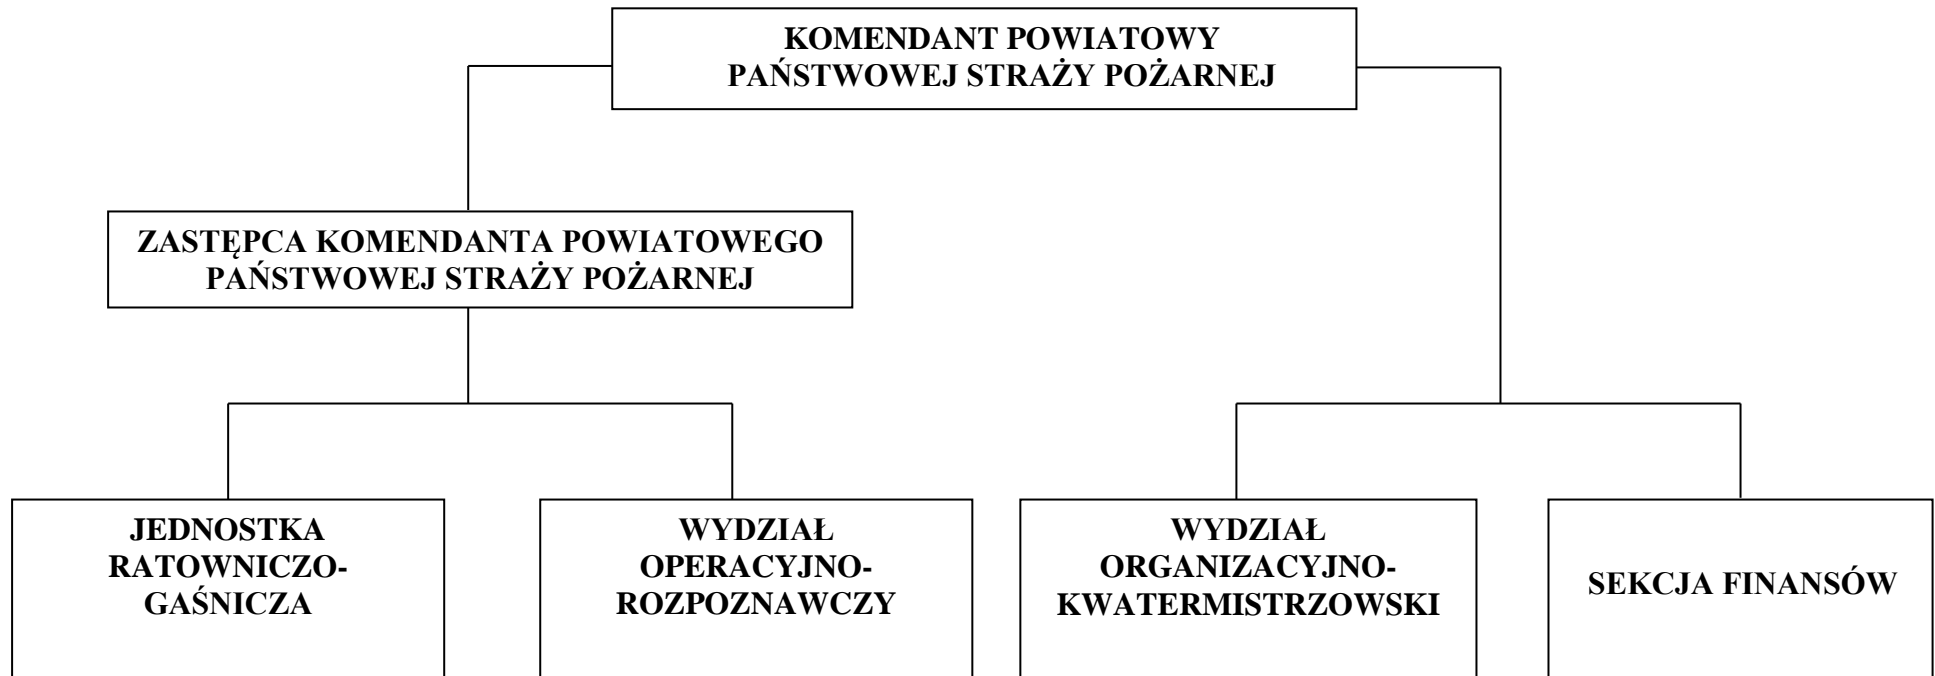 KOMENDANT POWIATOWY
PAŃSTWOWEJ STRAŻY POŻARNEJ
ZASTĘPCA KOMENDANTA POWIATOWEGO
PAŃSTWOWEJ STRAŻY POŻARNEJ
JEDNOSTKA
RATOWNICZO-
GAŚNICZA
WYDZIAŁ
OPERACYJNO-
ROZPOZNAWCZY
WYDZIAŁ
ORGANIZACYJNO-
KWATERMISTRZOWSKI
SEKCJA FINANSÓW